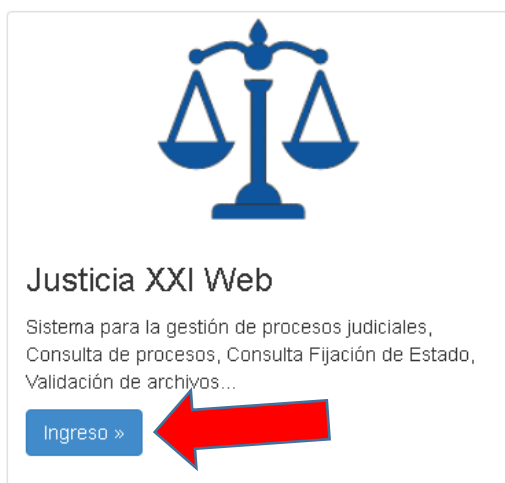 Justicia XXI Web
Sistema para la gestión de procesos judiciales,
Consulta de procesos, Consulta Fijación de Estado,
Validación de archivos...
Ingreso »